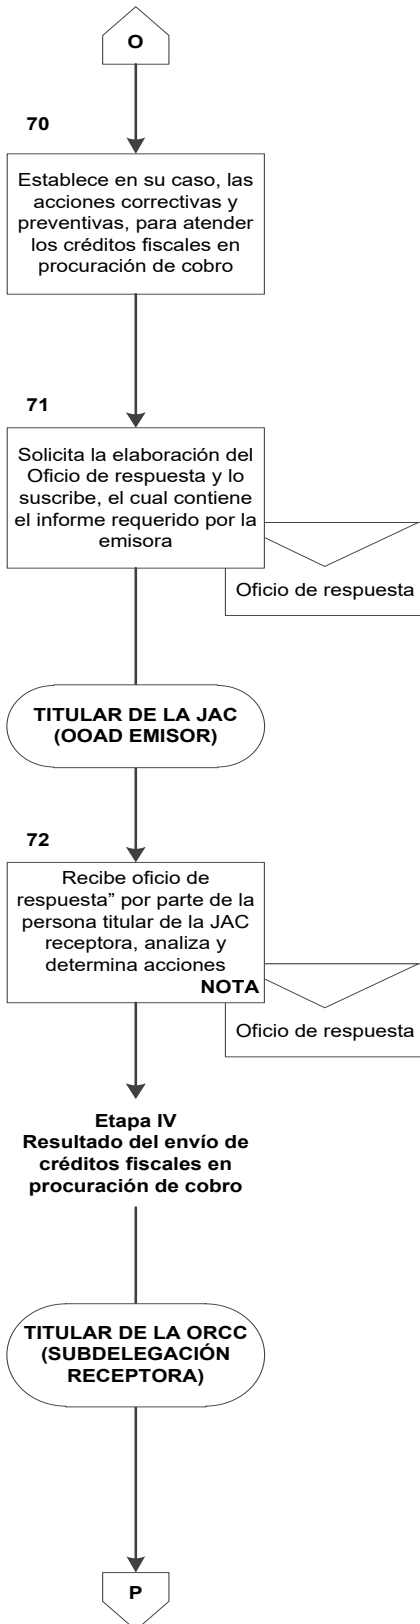 O
70
Establece en su caso, las
acciones correctivas y
preventivas, para atender
los créditos fiscales en
procuración de cobro
71
Solicita la elaboración del
Oficio de respuesta y lo
suscribe, el cual contiene
el informe requerido por la
emisora
Oficio de respuesta
TITULAR DE LA JAC
(OOAD EMISOR)
72
Recibe oficio de
respuesta” por parte de la
persona titular de la JAC
receptora, analiza y
determina acciones
NOTA
Oficio de respuesta
Etapa IV
Resultado del envío de
créditos fiscales en
procuración de cobro
TITULAR DE LA ORCC
(SUBDELEGACIÓN
RECEPTORA)
P